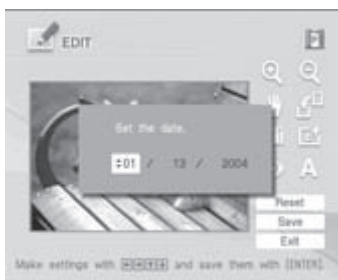 EDIT
Set the date.
01 / 13 / 2004
A
Reset
Save
Exit
Make settings with and save them with [ENTER].